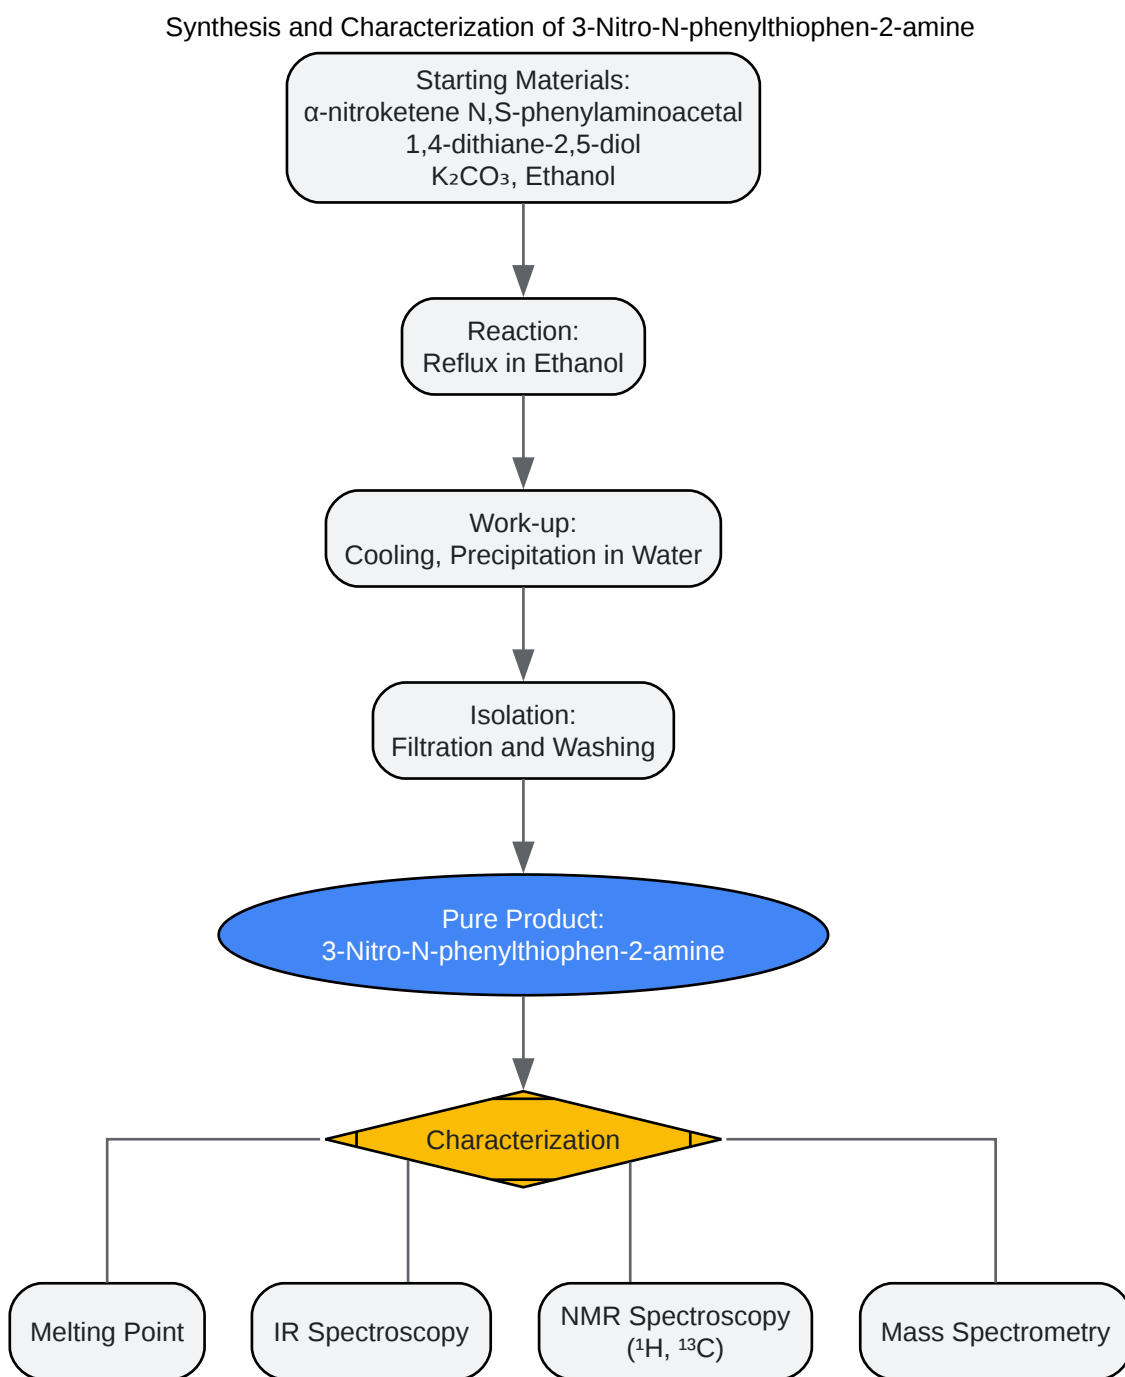 Synthesis and Characterization of 3-Nitro-N-phenylthiophen-2-amine
Starting Materials:
α-nitroketene N,S-phenylaminoacetal
1,4-dithiane-2,5-diol
K₂CO₃, Ethanol
Reaction:
Reflux in Ethanol
Work-up:
Cooling, Precipitation in Water
Isolation:
Filtration and Washing
Pure Product:
3-Nitro-N-phenylthiophen-2-amine
Characterization
Melting Point
IR Spectroscopy
NMR Spectroscopy
(¹H, ¹³C)
Mass Spectrometry